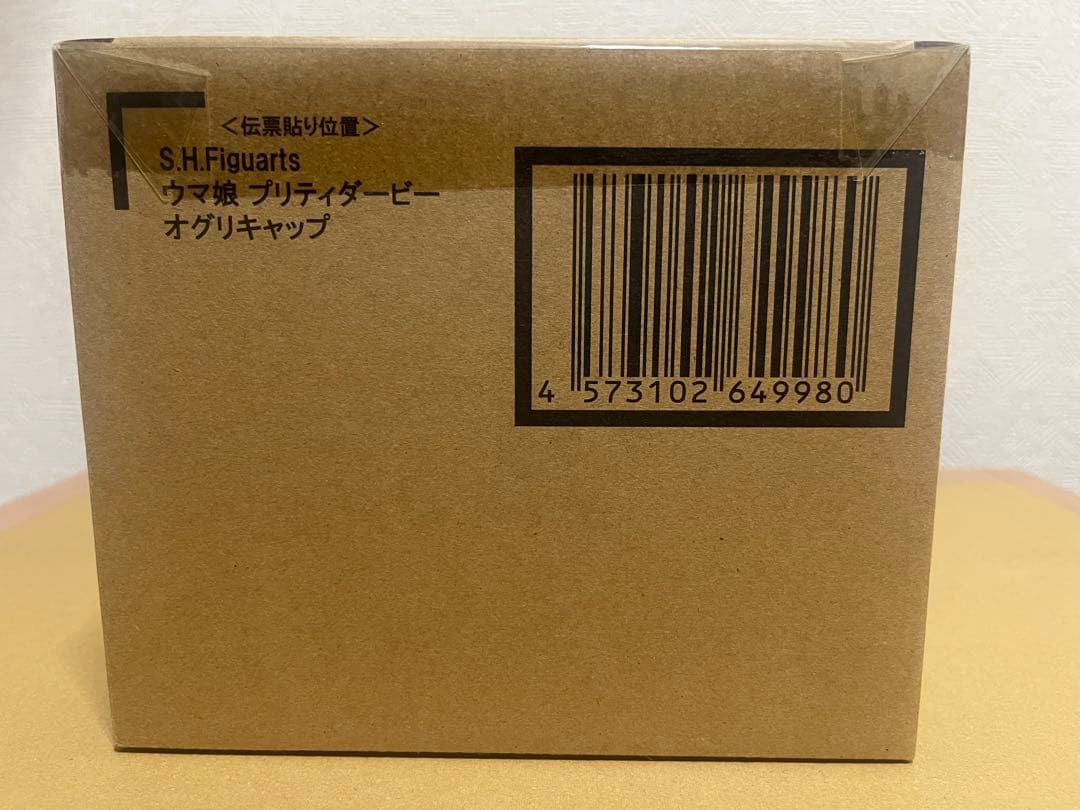 ＜伝票貼り位置＞
S.H.Figuarts
ウマ娘 プリティダービー
オグリキャップ
4 573102 649980